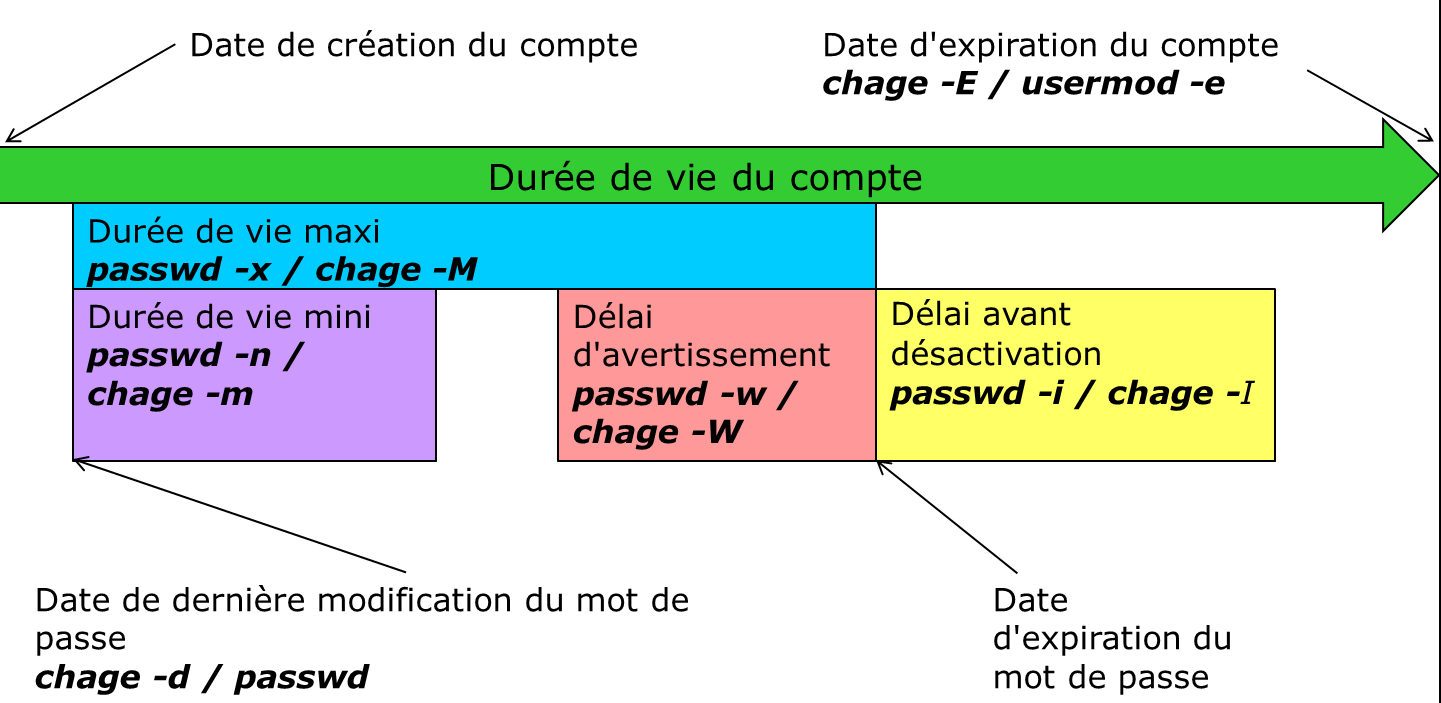 Date de création du compte
Date d'expiration du compte
chage -E / usermod -e
Durée de vie du compte
Durée de vie maxi
passwd -x / chage -M
Durée de vie mini
passwd -n /
chage -m
Délai
d'avertissement
passwd -w /
chage -W
Délai avant
désactivation
passwd -i / chage -I
Date de dernière modification du mot de
passe
chage -d / passwd
Date
d'expiration du
mot de passe